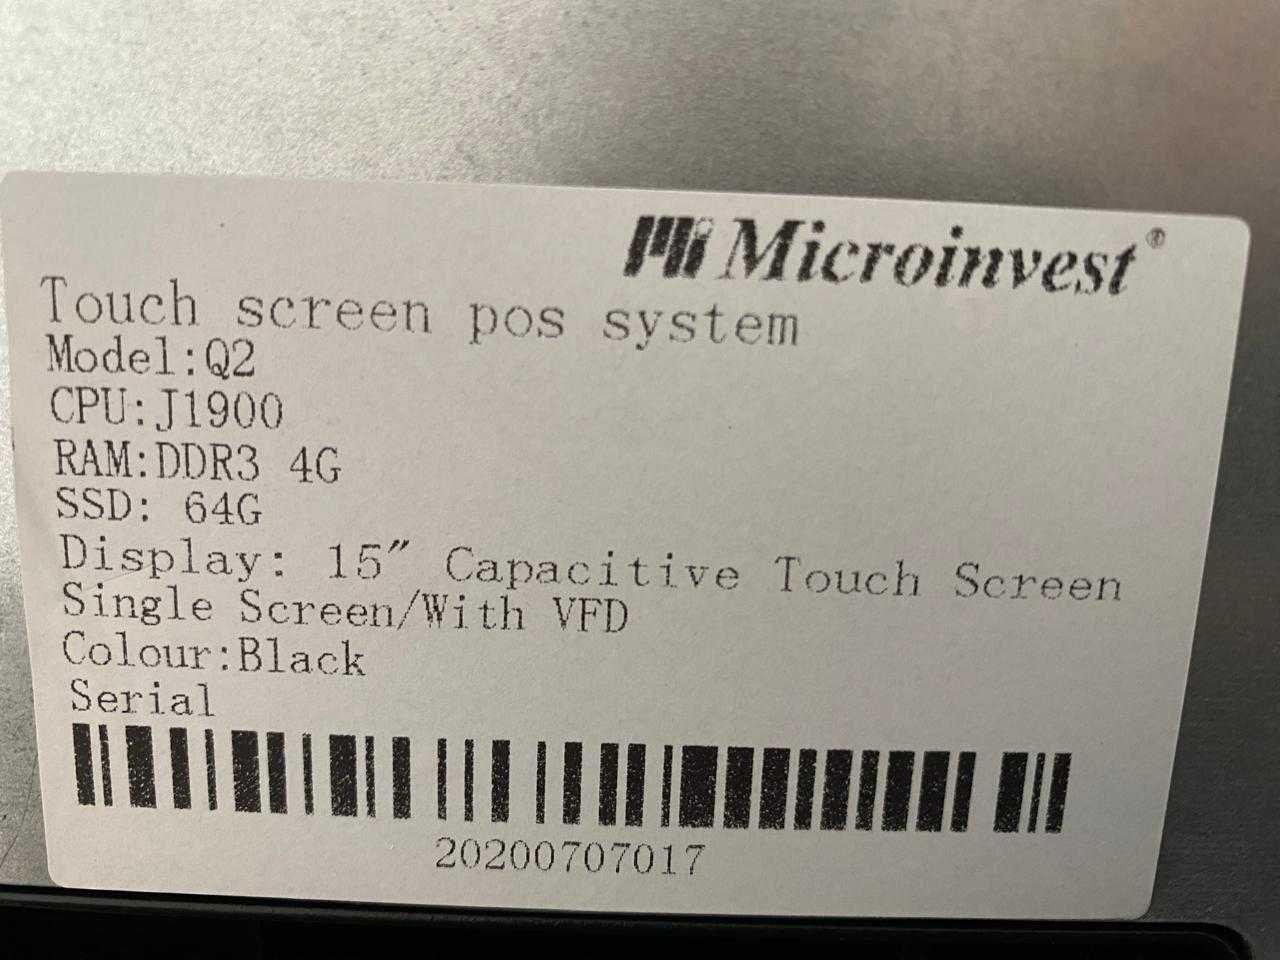 Microinvest®
Touch screen pos system
Model:Q2
CPU:J1900
RAM:DDR3 4G
SSD: 64G
Display: 15″ Capacitive Touch Screen
Single Screen/With VFD
Colour:Black
Serial
20200707017